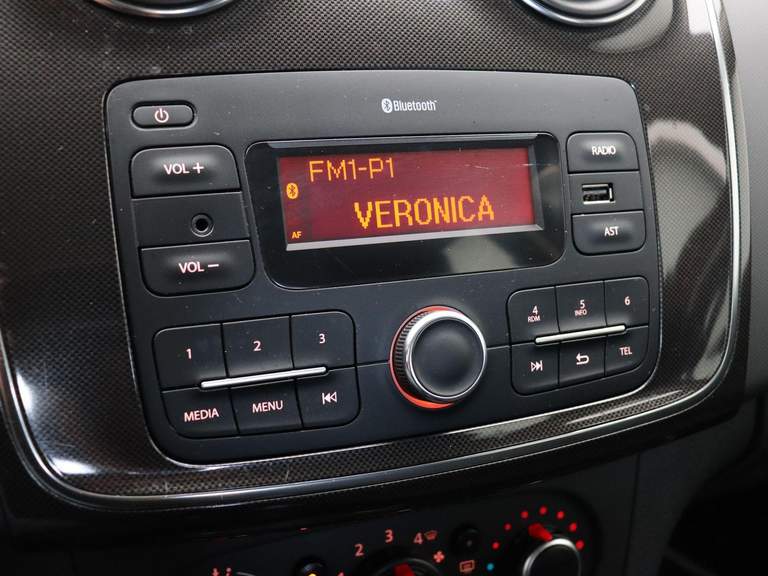 Bluetooth
VOL +
VOL −
FM1-P1
VERONICA
AF
RADIO
AST
1 2 3
MEDIA MENU
4 RDM 5 INFO 6
TEL
1 2 3 4